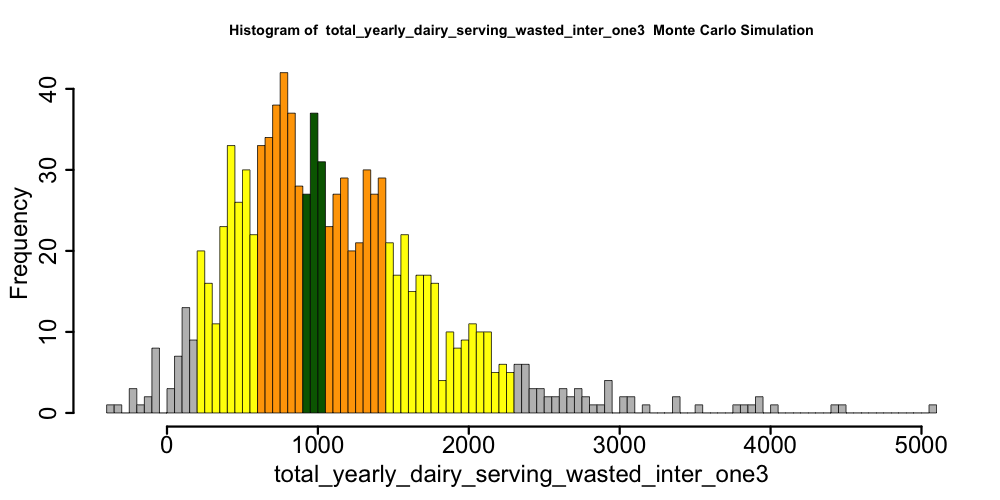 Histogram of  total_yearly_dairy_serving_wasted_inter_one3  Monte Carlo Simulation
Frequency
40
30
20
10
0
0 1000 2000 3000 4000 5000
total_yearly_dairy_serving_wasted_inter_one3